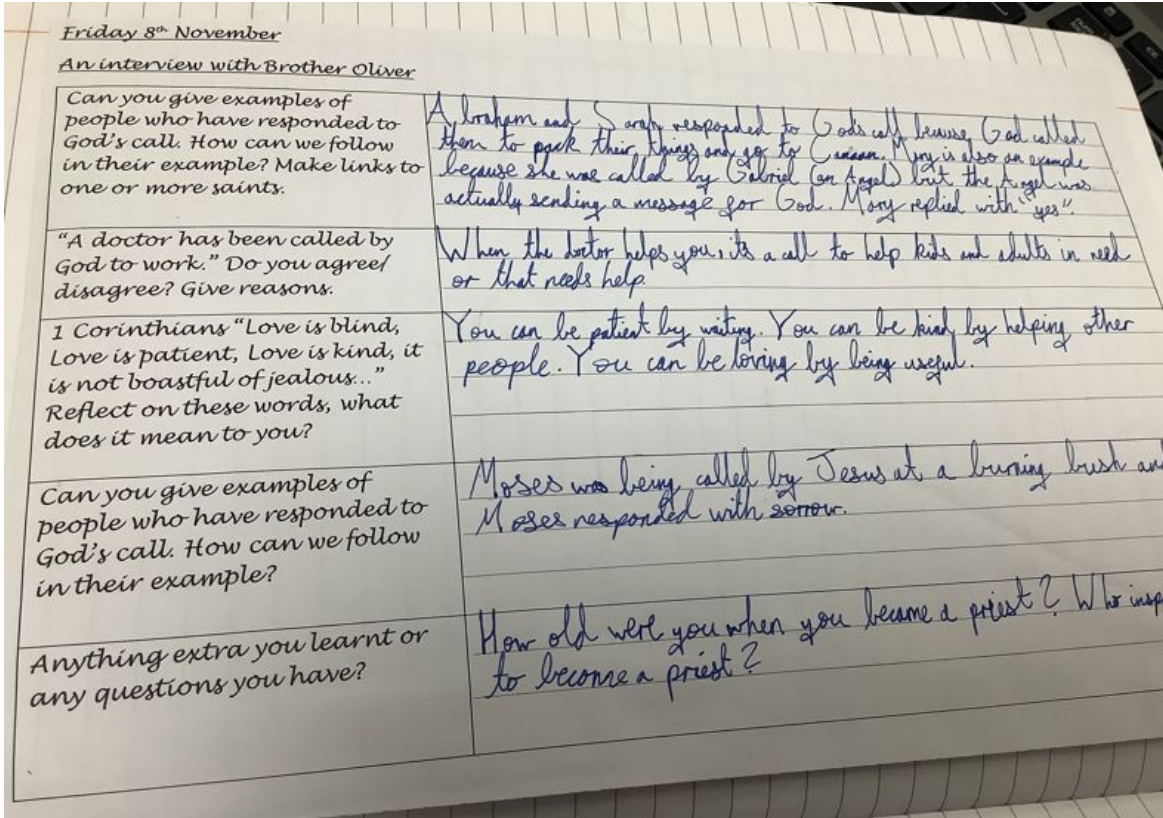 Friday 8th November
An interview with Brother Oliver
Can you give examples of
people who have responded to
God's call. How can we follow
in their example? Make links to
one or more saints.
Abraham and Sarah responded to Gods call because God called
them to pack their things and go to Canaan. Mary is also an example
because she was called by Gabriel (an Angel) but the Angel was
actually sending a message for God. Mary replied with "yes".
"A doctor has been called by
God to work." Do you agree/
disagree? Give reasons.
When the doctor helps you, its a call to help kids and adults in need
or that needs help.
1 Corinthians "Love is blind,
Love is patient, Love is kind, it
is not boastful of jealous..."
Reflect on these words, what
does it mean to you?
You can be patient by waiting. You can be kind by helping other
people. You can be loving by being useful.
Can you give examples of
people who have responded to
God's call. How can we follow
in their example?
Moses was being called by Jesus at a burning bush an
Moses responded with sorrow.
Anything extra you learnt or
any questions you have?
How old were you when you became a priest? Who insp
to become a priest?